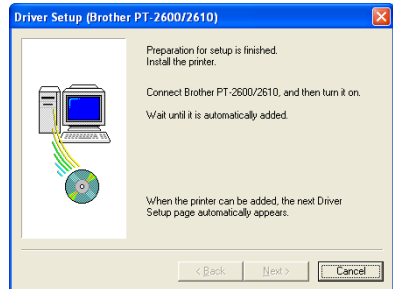 Driver Setup (Brother PT-2600/2610)
Preparation for setup is finished.
Install the printer.
Connect Brother PT-2600/2610, and then turn it on.
Wait until it is automatically added.
When the printer can be added, the next Driver
Setup page automatically appears.
< Back Next > Cancel